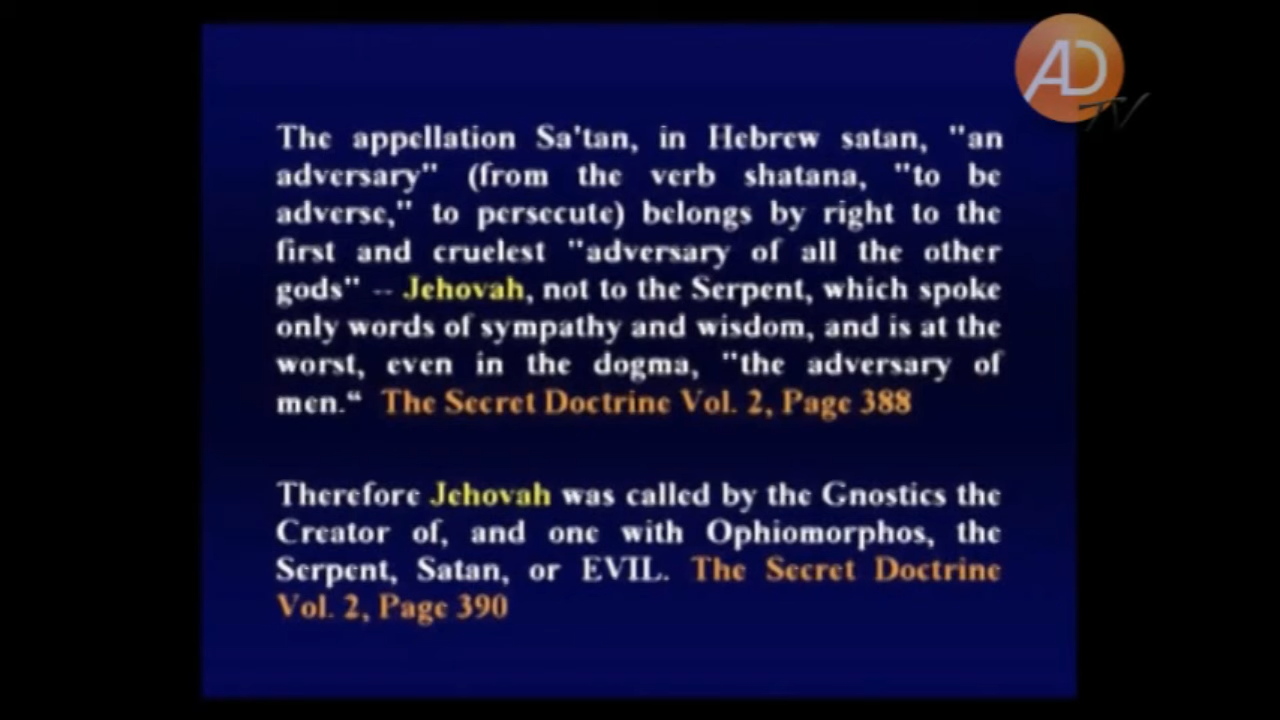 AD
TV
The appellation Sa'tan, in Hebrew satan, "an
adversary" (from the verb shatana, "to be
adverse," to persecute) belongs by right to the
first and cruelest "adversary of all the other
gods" -- Jehovah, not to the Serpent, which spoke
only words of sympathy and wisdom, and is at the
worst, even in the dogma, "the adversary of
men.“ The Secret Doctrine Vol. 2, Page 388
Therefore Jehovah was called by the Gnostics the
Creator of, and one with Ophiomorphos, the
Serpent, Satan, or EVIL. The Secret Doctrine
Vol. 2, Page 390